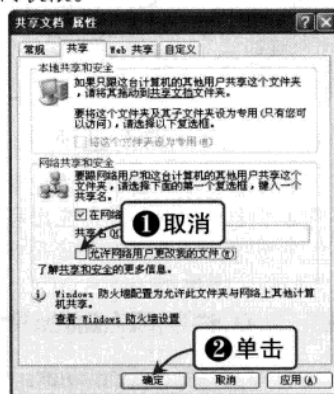 共享文档 属性
常规 共享 Web 共享 自定义
本地共享和安全
如果只跟这台计算机的其他用户共享这个文件夹
，请将其拖动到共享文档文件夹。
要将这个文件夹及其子文件夹设为专用(只有您可
以访问)，请选择以下复选框。
将这个文件夹设为专用(M)
网络共享和安全
要跟网络用户和这台计算机的其他用户共享这个
文件夹，请选择下面的第一个复选框，键入一个
共享名。
在网络
❶取消
共享名
允许网络用户更改我的文件(W)
了解共享和安全的更多信息。
Windows 防火墙配置为允许此文件夹与网络上其他计算
机共享。
查看 Windows 防火墙设置
❷单击
确定 取消 应用(A)